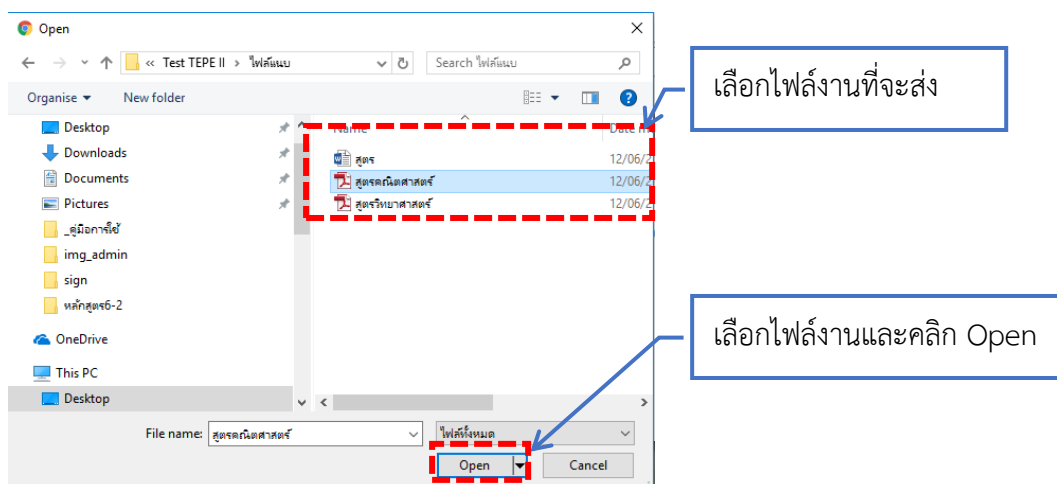 Open
« Test TEPE II › ไฟล์แนบ
Search ไฟล์แนบ
เลือกไฟล์งานที่จะส่ง
Organise
New folder
Desktop
Downloads
Documents
Pictures
_คู่มือการใช้
img_admin
sign
หลักสูตร6-2
OneDrive
This PC
Desktop
Name
สูตร 12/06/2
สูตรคณิตศาสตร์ 12/06/2
สูตรวิทยาศาสตร์ 12/06/2
เลือกไฟล์งานและคลิก Open
File name: สูตรคณิตศาสตร์
ไฟล์ทั้งหมด
Open
Cancel